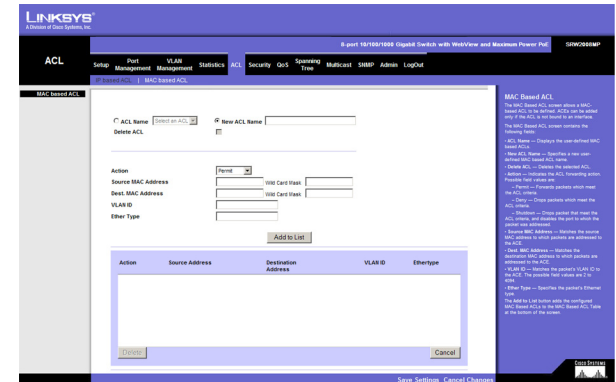 LINKSYS®
A Division of Cisco Systems, Inc.
8-port 10/100/1000 Gigabit Switch with WebView and Maximum Power PoE
SRW2008MP
ACL
Setup Port Management VLAN Management Statistics ACL Security QoS Spanning Tree Multicast SNMP Admin LogOut
IP based ACL | MAC based ACL
MAC based ACL
ACL Name Select an ACL New ACL Name
Delete ACL
Action Permit
Source MAC Address Wild Card Mask
Dest. MAC Address Wild Card Mask
VLAN ID
Ether Type
Add to List
Action Source Address Destination Address VLAN ID Ethertype
Delete Cancel
MAC Based ACL
The MAC Based ACL screen allows a MAC-
based ACL to be defined. ACEs can be added
only if the ACL is not bound to an interface.
The MAC Based ACL screen contains the
following fields:
- ACL Name — Displays the user-defined MAC
based ACLs.
- New ACL Name — Specifies a new user-
defined MAC based ACL name.
- Delete ACL — Deletes the selected ACL.
- Action — Indicates the ACL forwarding action.
Possible field values are:
– Permit — Forwards packets which meet
the ACL criteria.
– Deny — Drops packets which meet the
ACL criteria.
– Shutdown — Drops packet that meet the
ACL criteria, and disables the port to which the
packet was addressed.
- Source MAC Address — Matches the source
MAC address to which packets are addressed to
the ACE.
- Dest. MAC Address — Matches the
destination MAC address to which packets are
addressed to the ACE.
- VLAN ID — Matches the packet's VLAN ID to
the ACE. The possible field values are 2 to
4094.
- Ether Type — Specifies the packet's Ethernet
type.
The Add to List button adds the configured
MAC Based ACLs to the MAC Based ACL Table
at the bottom of the screen.
Save Settings Cancel Changes
CISCO SYSTEMS